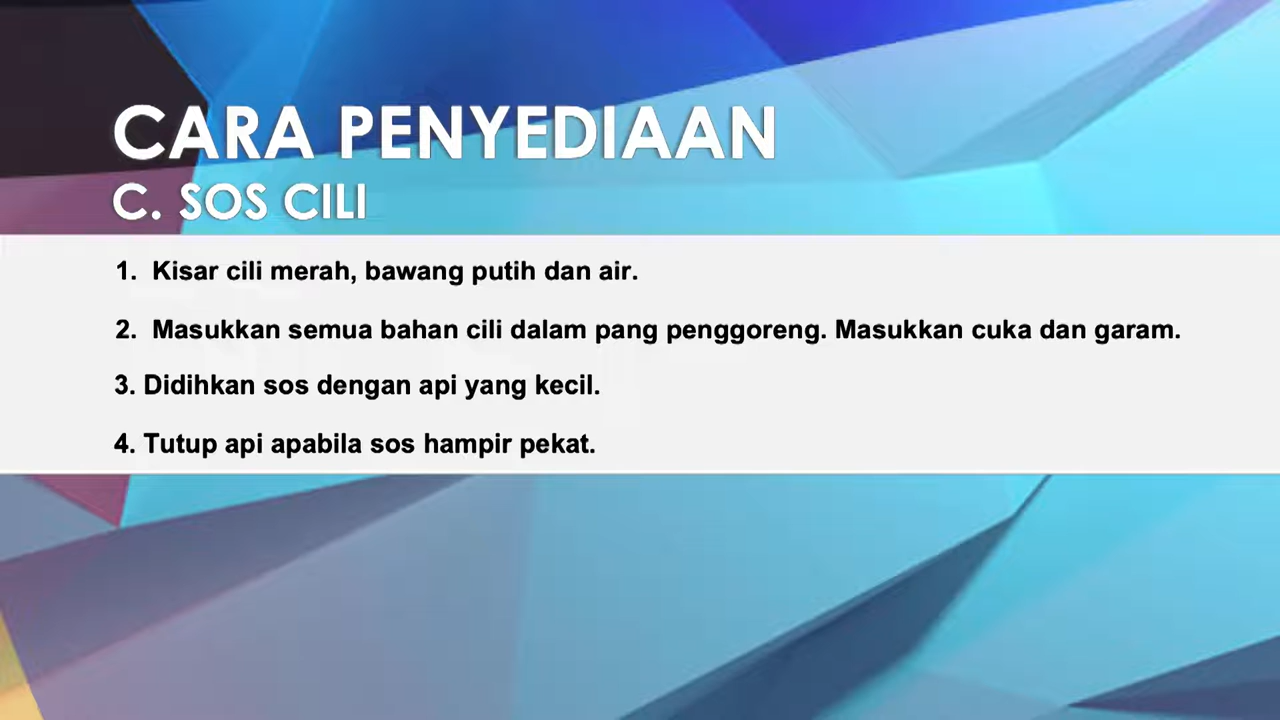 CARA PENYEDIAAN
C. SOS CILI
1. Kisar cili merah, bawang putih dan air.
2. Masukkan semua bahan cili dalam pang penggoreng. Masukkan cuka dan garam.
3. Didihkan sos dengan api yang kecil.
4. Tutup api apabila sos hampir pekat.